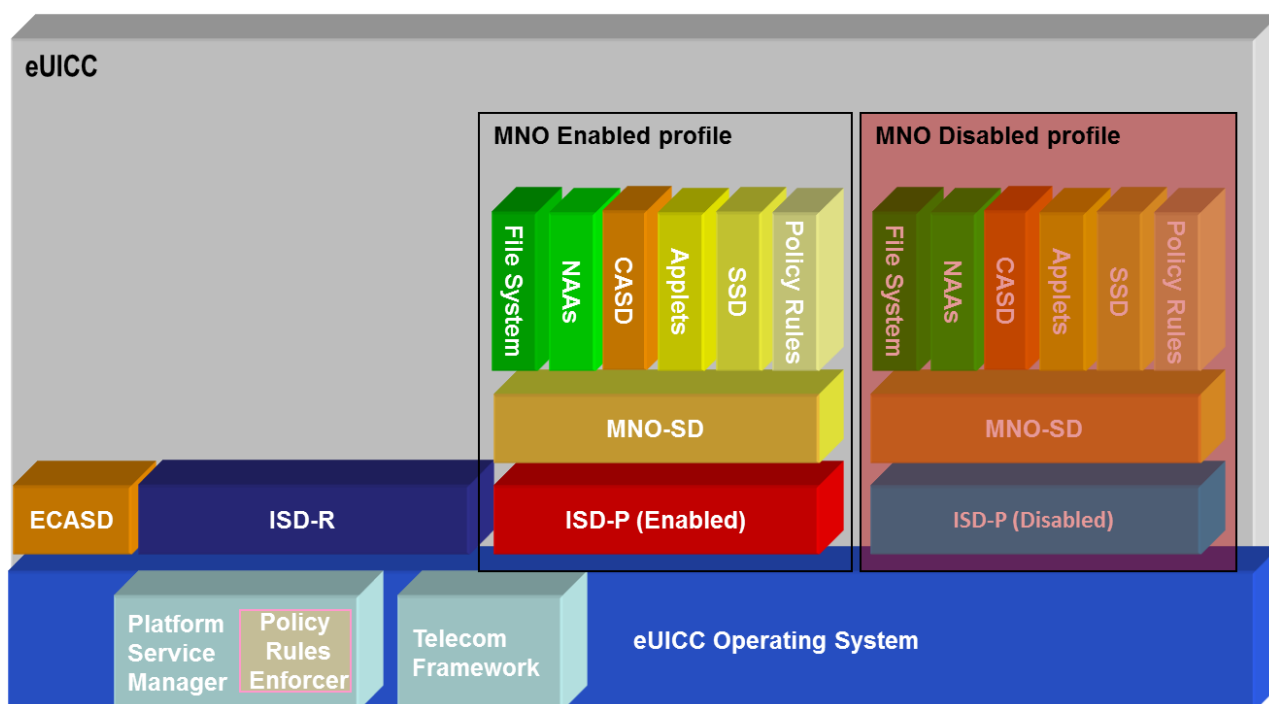 eUICC
MNO Enabled profile
MNO Disabled profile
File System
NAAs
CASD
Applets
SSD
Policy Rules
File System
NAAs
CASD
Applets
SSD
Policy Rules
MNO-SD
MNO-SD
ECASD
ISD-R
ISD-P (Enabled)
ISD-P (Disabled)
Platform
Service
Manager
Policy
Rules
Enforcer
Telecom
Framework
eUICC Operating System